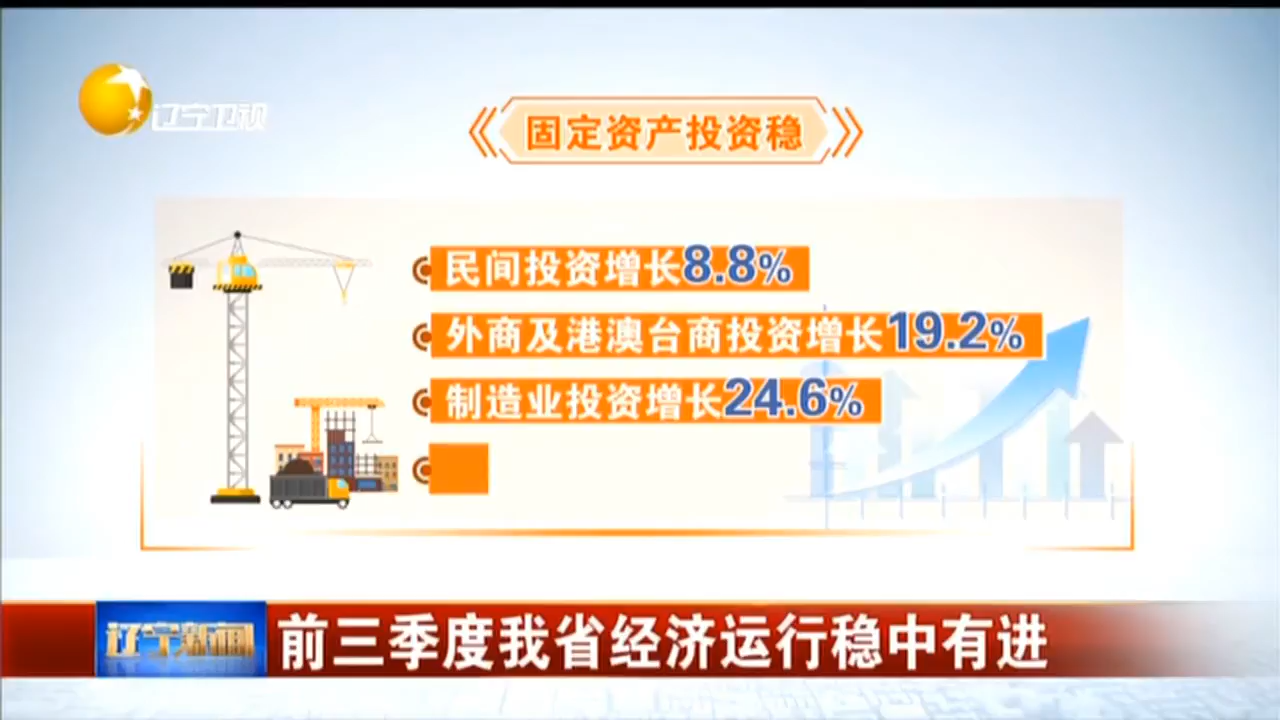 辽宁卫视
固定资产投资稳
民间投资增长8.8%
外商及港澳台商投资增长19.2%
制造业投资增长24.6%
辽宁新闻
前三季度我省经济运行稳中有进